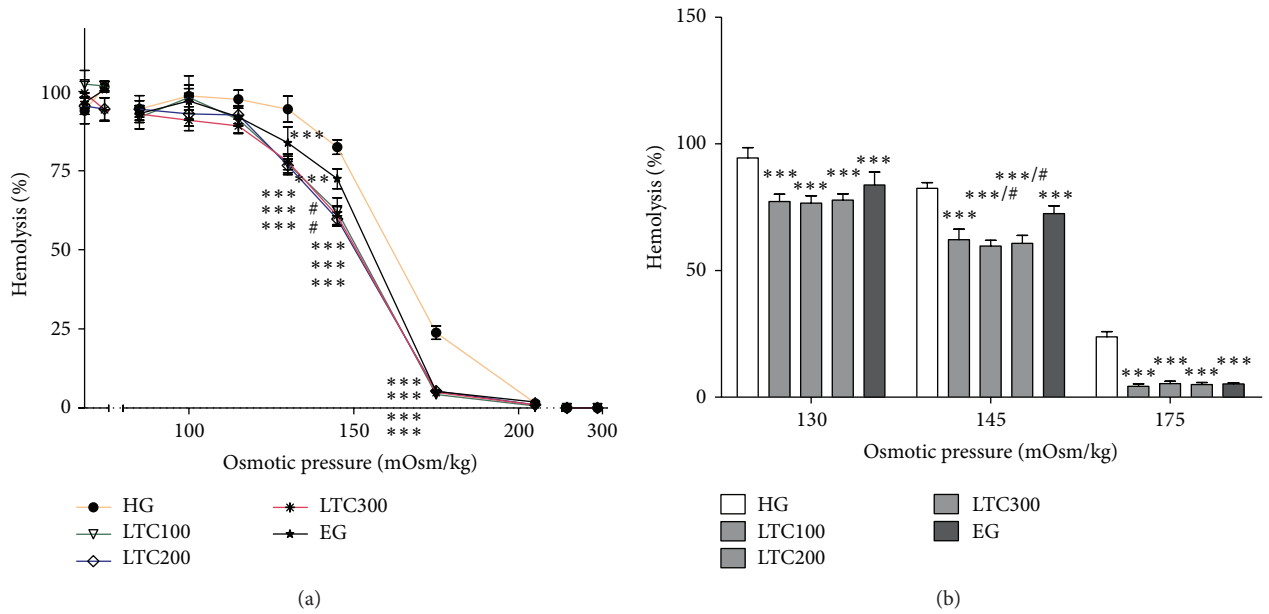 100
75
50
25
0
Hemolysis (%)
***
***
***
***
***
#
#
***
***
***
***
***
***
***
100
150
200
300
Osmotic pressure (mOsm/kg)
HG
LTC100
LTC200
LTC300
EG
(a)
150
100
50
0
Hemolysis (%)
***
***
***
***
***
***/#
***/#
***
***
***
***
***
130
145
175
Osmotic pressure (mOsm/kg)
HG
LTC100
LTC200
LTC300
EG
(b)